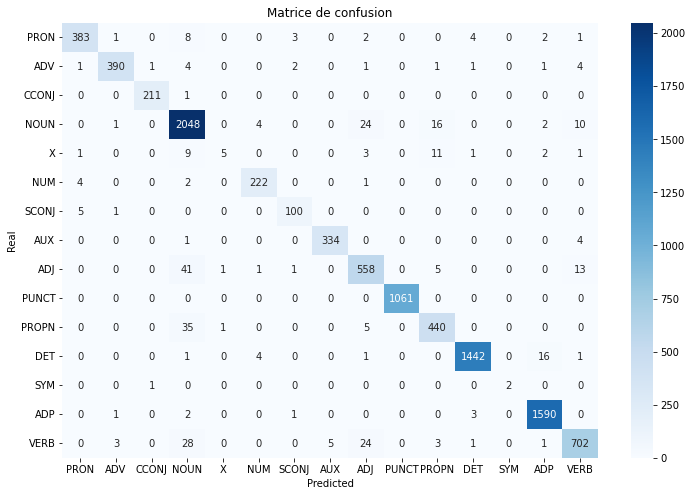 Matrice de confusion
Real
PRON 383 1 0 8 0 0 3 0 2 0 0 4 0 2 1
ADV 1 390 1 4 0 0 2 0 1 0 1 1 0 1 4
CCONJ 0 0 211 1 0 0 0 0 0 0 0 0 0 0 0
NOUN 0 1 0 2048 0 4 0 0 24 0 16 0 0 2 10
X 1 0 0 9 5 0 0 0 3 0 11 1 0 2 1
NUM 4 0 0 2 0 222 0 0 1 0 0 0 0 0 0
SCONJ 5 1 0 0 0 0 100 0 0 0 0 0 0 0 0
AUX 0 0 0 1 0 0 0 334 0 0 0 0 0 0 4
ADJ 0 0 0 41 1 1 1 0 558 0 5 0 0 0 13
PUNCT 0 0 0 0 0 0 0 0 0 1061 0 0 0 0 0
PROPN 0 0 0 35 1 0 0 0 5 0 440 0 0 0 0
DET 0 0 0 1 0 4 0 0 1 0 0 1442 0 16 1
SYM 0 0 1 0 0 0 0 0 0 0 0 0 2 0 0
ADP 0 1 0 2 0 0 1 0 0 0 0 3 0 1590 0
VERB 0 3 0 28 0 0 0 5 24 0 3 1 0 1 702
PRON ADV CCONJ NOUN X NUM SCONJ AUX ADJ PUNCT PROPN DET SYM ADP VERB
Predicted
2000
1750
1500
1250
1000
750
500
250
0